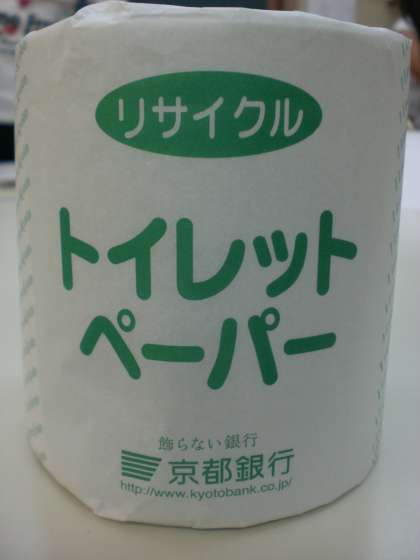 リサイクル
トイレット
ペーパー
飾らない銀行
京都銀行
http://www.kyotobank.co.jp/